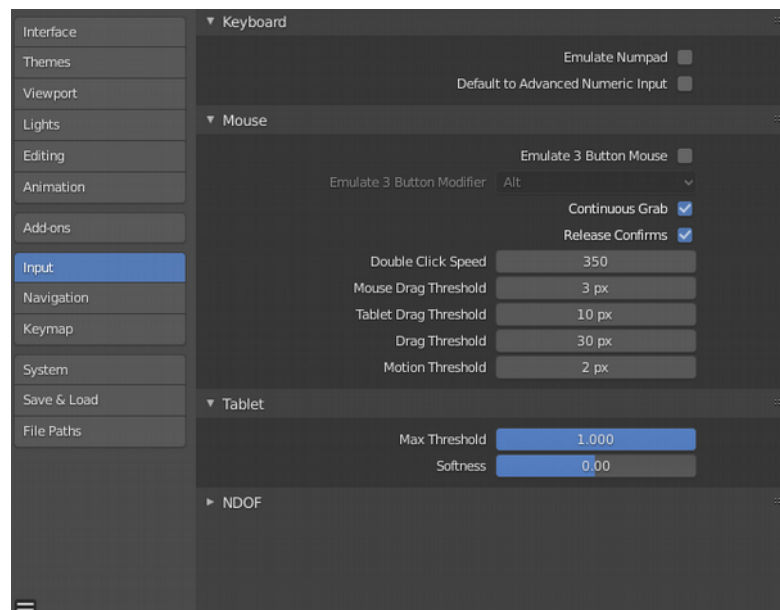 Interface
Themes
Viewport
Lights
Editing
Animation
Add-ons
Input
Navigation
Keymap
System
Save & Load
File Paths
Keyboard
Emulate Numpad
Default to Advanced Numeric Input
Mouse
Emulate 3 Button Mouse
Emulate 3 Button Modifier Alt
Continuous Grab
Release Confirms
Double Click Speed 350
Mouse Drag Threshold 3 px
Tablet Drag Threshold 10 px
Drag Threshold 30 px
Motion Threshold 2 px
Tablet
Max Threshold 1.000
Softness 0.00
NDOF